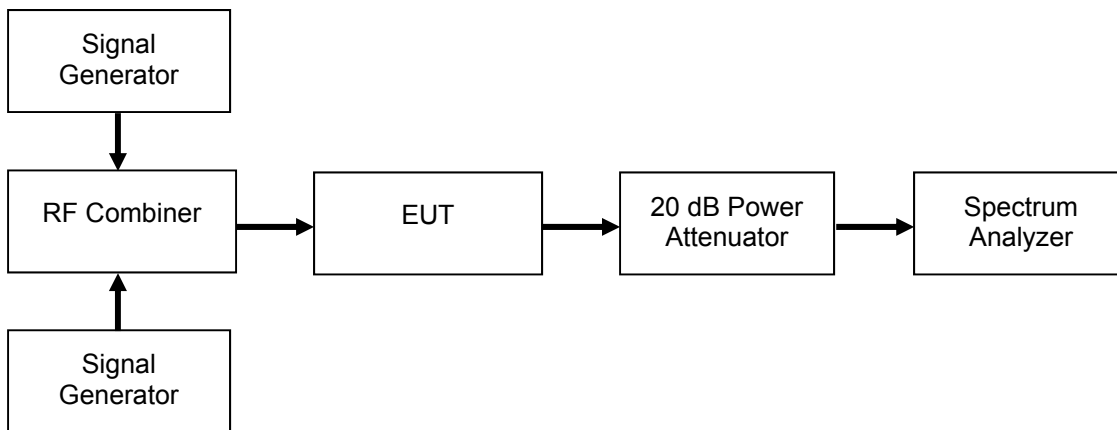 Signal
Generator
RF Combiner
EUT
20 dB Power
Attenuator
Spectrum
Analyzer
Signal
Generator